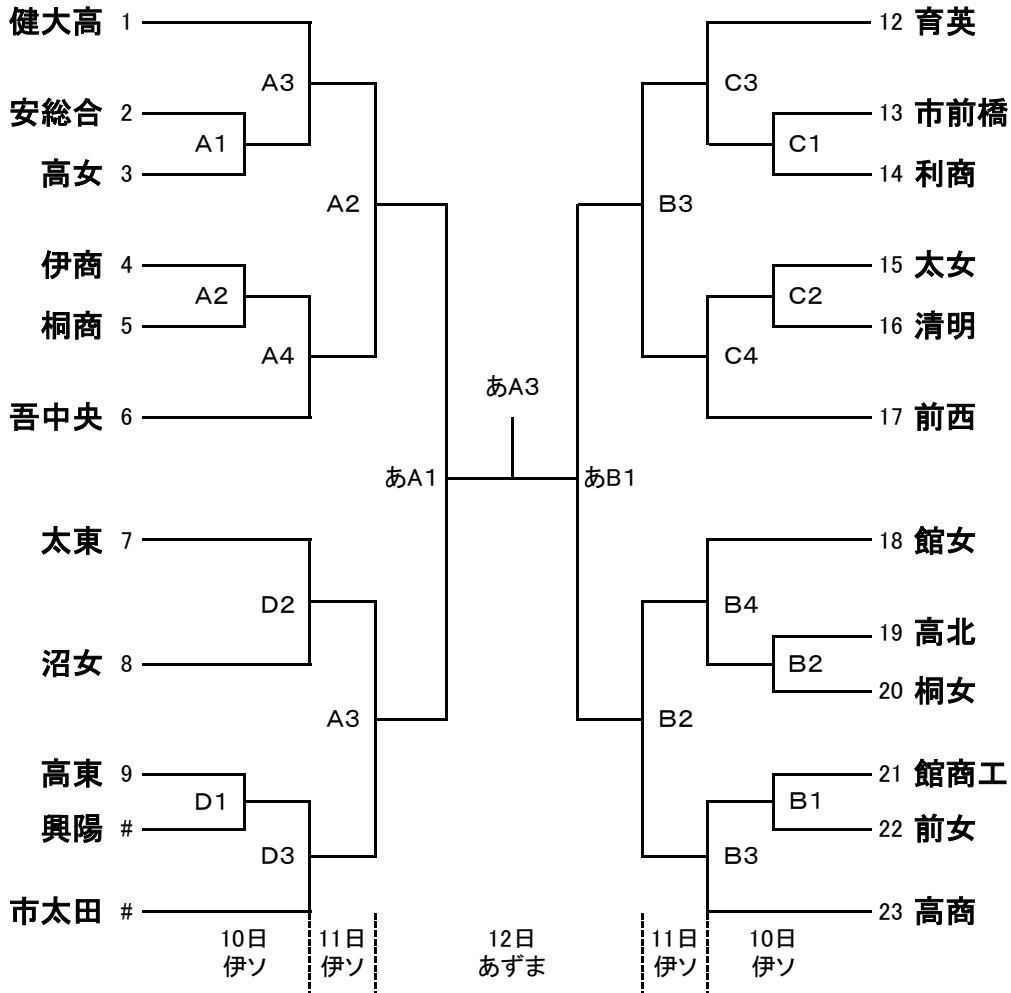 健大高 1
A3
安総合 2
A1
高女 3
A2
伊商 4
A2
桐商 5
A4
吾中央 6
あA1
太東 7
D2
沼女 8
A3
高東 9
D1
興陽 #
D3
市太田 #
あA3
12 育英
C3
13 市前橋
C1
14 利商
B3
15 太女
C2
16 清明
C4
17 前西
あB1
18 館女
B4
19 高北
B2
20 桐女
B2
21 館商工
B1
22 前女
B3
23 高商
10日 11日 12日 11日 10日
伊ソ 伊ソ あずま 伊ソ 伊ソ